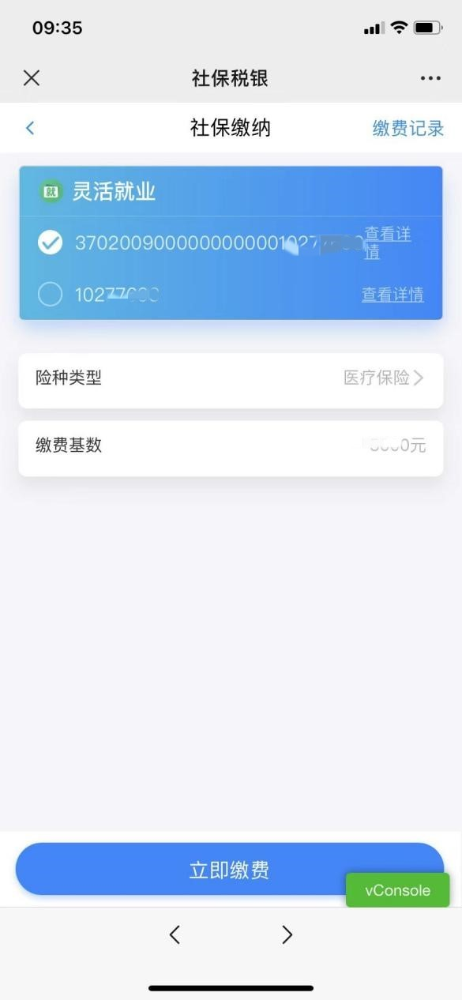 09:35
社保税银
社保缴纳
缴费记录
就
灵活就业
查看详情
查看详情
险种类型
医疗保险
缴费基数
元
立即缴费
vConsole